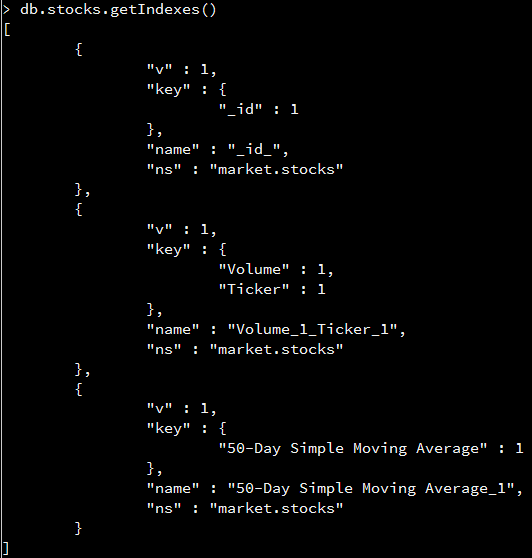 > db.stocks.getIndexes()
[
        {
                "v" : 1,
                "key" : {
                        "_id" : 1
                },
                "name" : "_id_",
                "ns" : "market.stocks"
        },
        {
                "v" : 1,
                "key" : {
                        "Volume" : 1,
                        "Ticker" : 1
                },
                "name" : "Volume_1_Ticker_1",
                "ns" : "market.stocks"
        },
        {
                "v" : 1,
                "key" : {
                        "50-Day Simple Moving Average" : 1
                },
                "name" : "50-Day Simple Moving Average_1",
                "ns" : "market.stocks"
        }
]